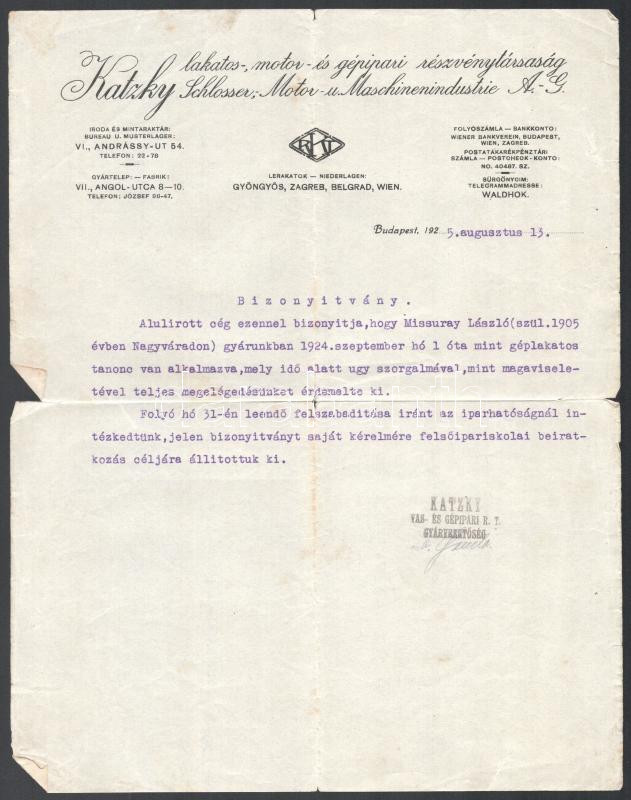 Katzky lakatos-, motor- és gépipari részvénytársaság
Schlosser-, Motor- u. Maschinenindustrie A.-G.
IRODA ÉS MINTARAKTÁR:
BUREAU U. MUSTERLAGER:
VI., ANDRÁSSY-UT 54.
TELEFON: 22-78
GYÁRTELEP: — FABRIK:
VII., ANGOL-UTCA 8—10.
TELEFON: JÓZSEF 96-47.
LERAKATOK — NIEDERLAGEN:
GYÖNGYÖS, ZAGREB, BELGRAD, WIEN.
FOLYÓSZÁMLA — BANKKONTO:
WIENER BANKVEREIN, BUDAPEST,
WIEN, ZAGREB.
POSTATAKARÉKPÉNZTÁRI
SZÁMLA — POSTCHECK-KONTO:
NO. 40487. SZ.
SÜRGÖNYCIM:
TELEGRAMMADRESSE:
WALDHOK.
Budapest, 192 5.augusztus 13.
Bizonyitvány.
Alulirott cég ezennel bizonyitja,hogy Missuray László(szül.1905
évben Nagyváradon) gyárunkban 1924.szeptember hó 1 óta mint géplakatos
tanonc van alkalmazva,mely idő alatt ugy szorgalmával,mint magavisele-
tével teljes megelégedésünket érdemelte ki.
Folyó hó 31-én leendő felszabaditása iránt az iparhatóságnál in-
tézkedtünk,jelen bizonyitványt saját kérelmére felsőipariskolai beirat-
kozás céljára állitottuk ki.
KATZKY
VAS- ÉS GÉPIPARI R. T.
GYÁRVEZETŐSÉG